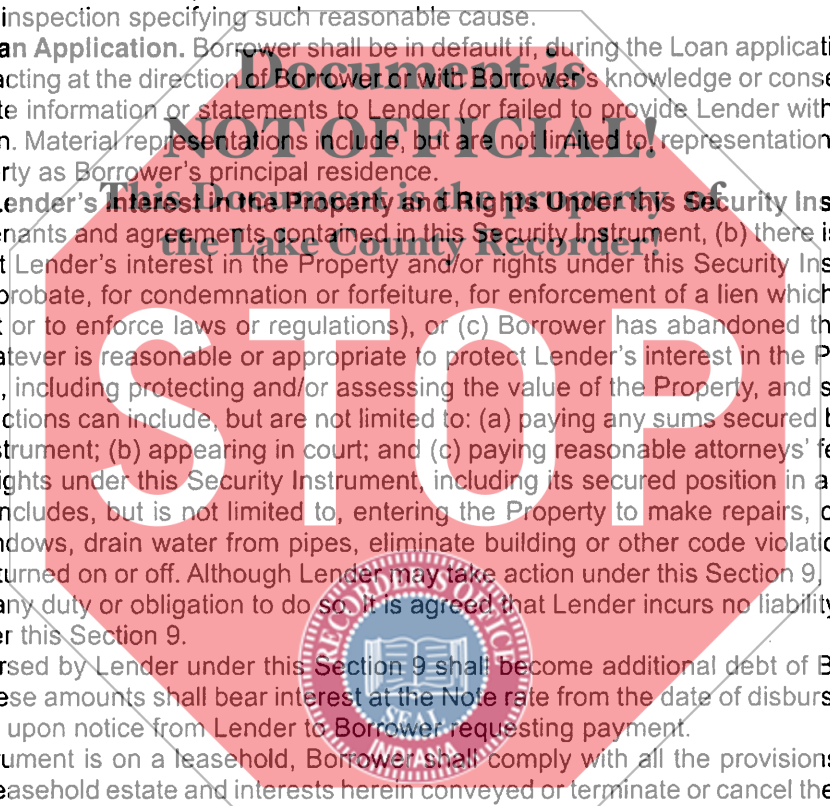 inspection specifying such reasonable cause.
an Application. Borrower shall be in default if, during the Loan applicati
acting at the direction of Borrower or with Borrower's knowledge or conse
te information or statements to Lender (or failed to provide Lender with
n. Material representations include, but are not limited to, representation
rty as Borrower's principal residence.
Lender's Interest in the Property and Rights Under this Security Ins
enants and agreements contained in this Security Instrument, (b) there is
t Lender's interest in the Property and/or rights under this Security Ins
probate, for condemnation or forfeiture, for enforcement of a lien which
t or to enforce laws or regulations), or (c) Borrower has abandoned th
atever is reasonable or appropriate to protect Lender's interest in the P
, including protecting and/or assessing the value of the Property, and s
ctions can include, but are not limited to: (a) paying any sums secured b
strument; (b) appearing in court; and (c) paying reasonable attorneys' fe
ights under this Security Instrument, including its secured position in a
ncludes, but is not limited to, entering the Property to make repairs, c
ndows, drain water from pipes, eliminate building or other code violatio
turned on or off. Although Lender may take action under this Section 9,
any duty or obligation to do so. It is agreed that Lender incurs no liability
er this Section 9.
rsed by Lender under this Section 9 shall become additional debt of B
ese amounts shall bear interest at the Note rate from the date of disburs
upon notice from Lender to Borrower requesting payment.
rument is on a leasehold, Borrower shall comply with all the provisions
easehold estate and interests herein conveyed or terminate or cancel the
Document is
NOT OFFICIAL!
This Document is the property of
the Lake County Recorder!
STOP
RECORDER'S OFFICE
SEAL
INDIANA